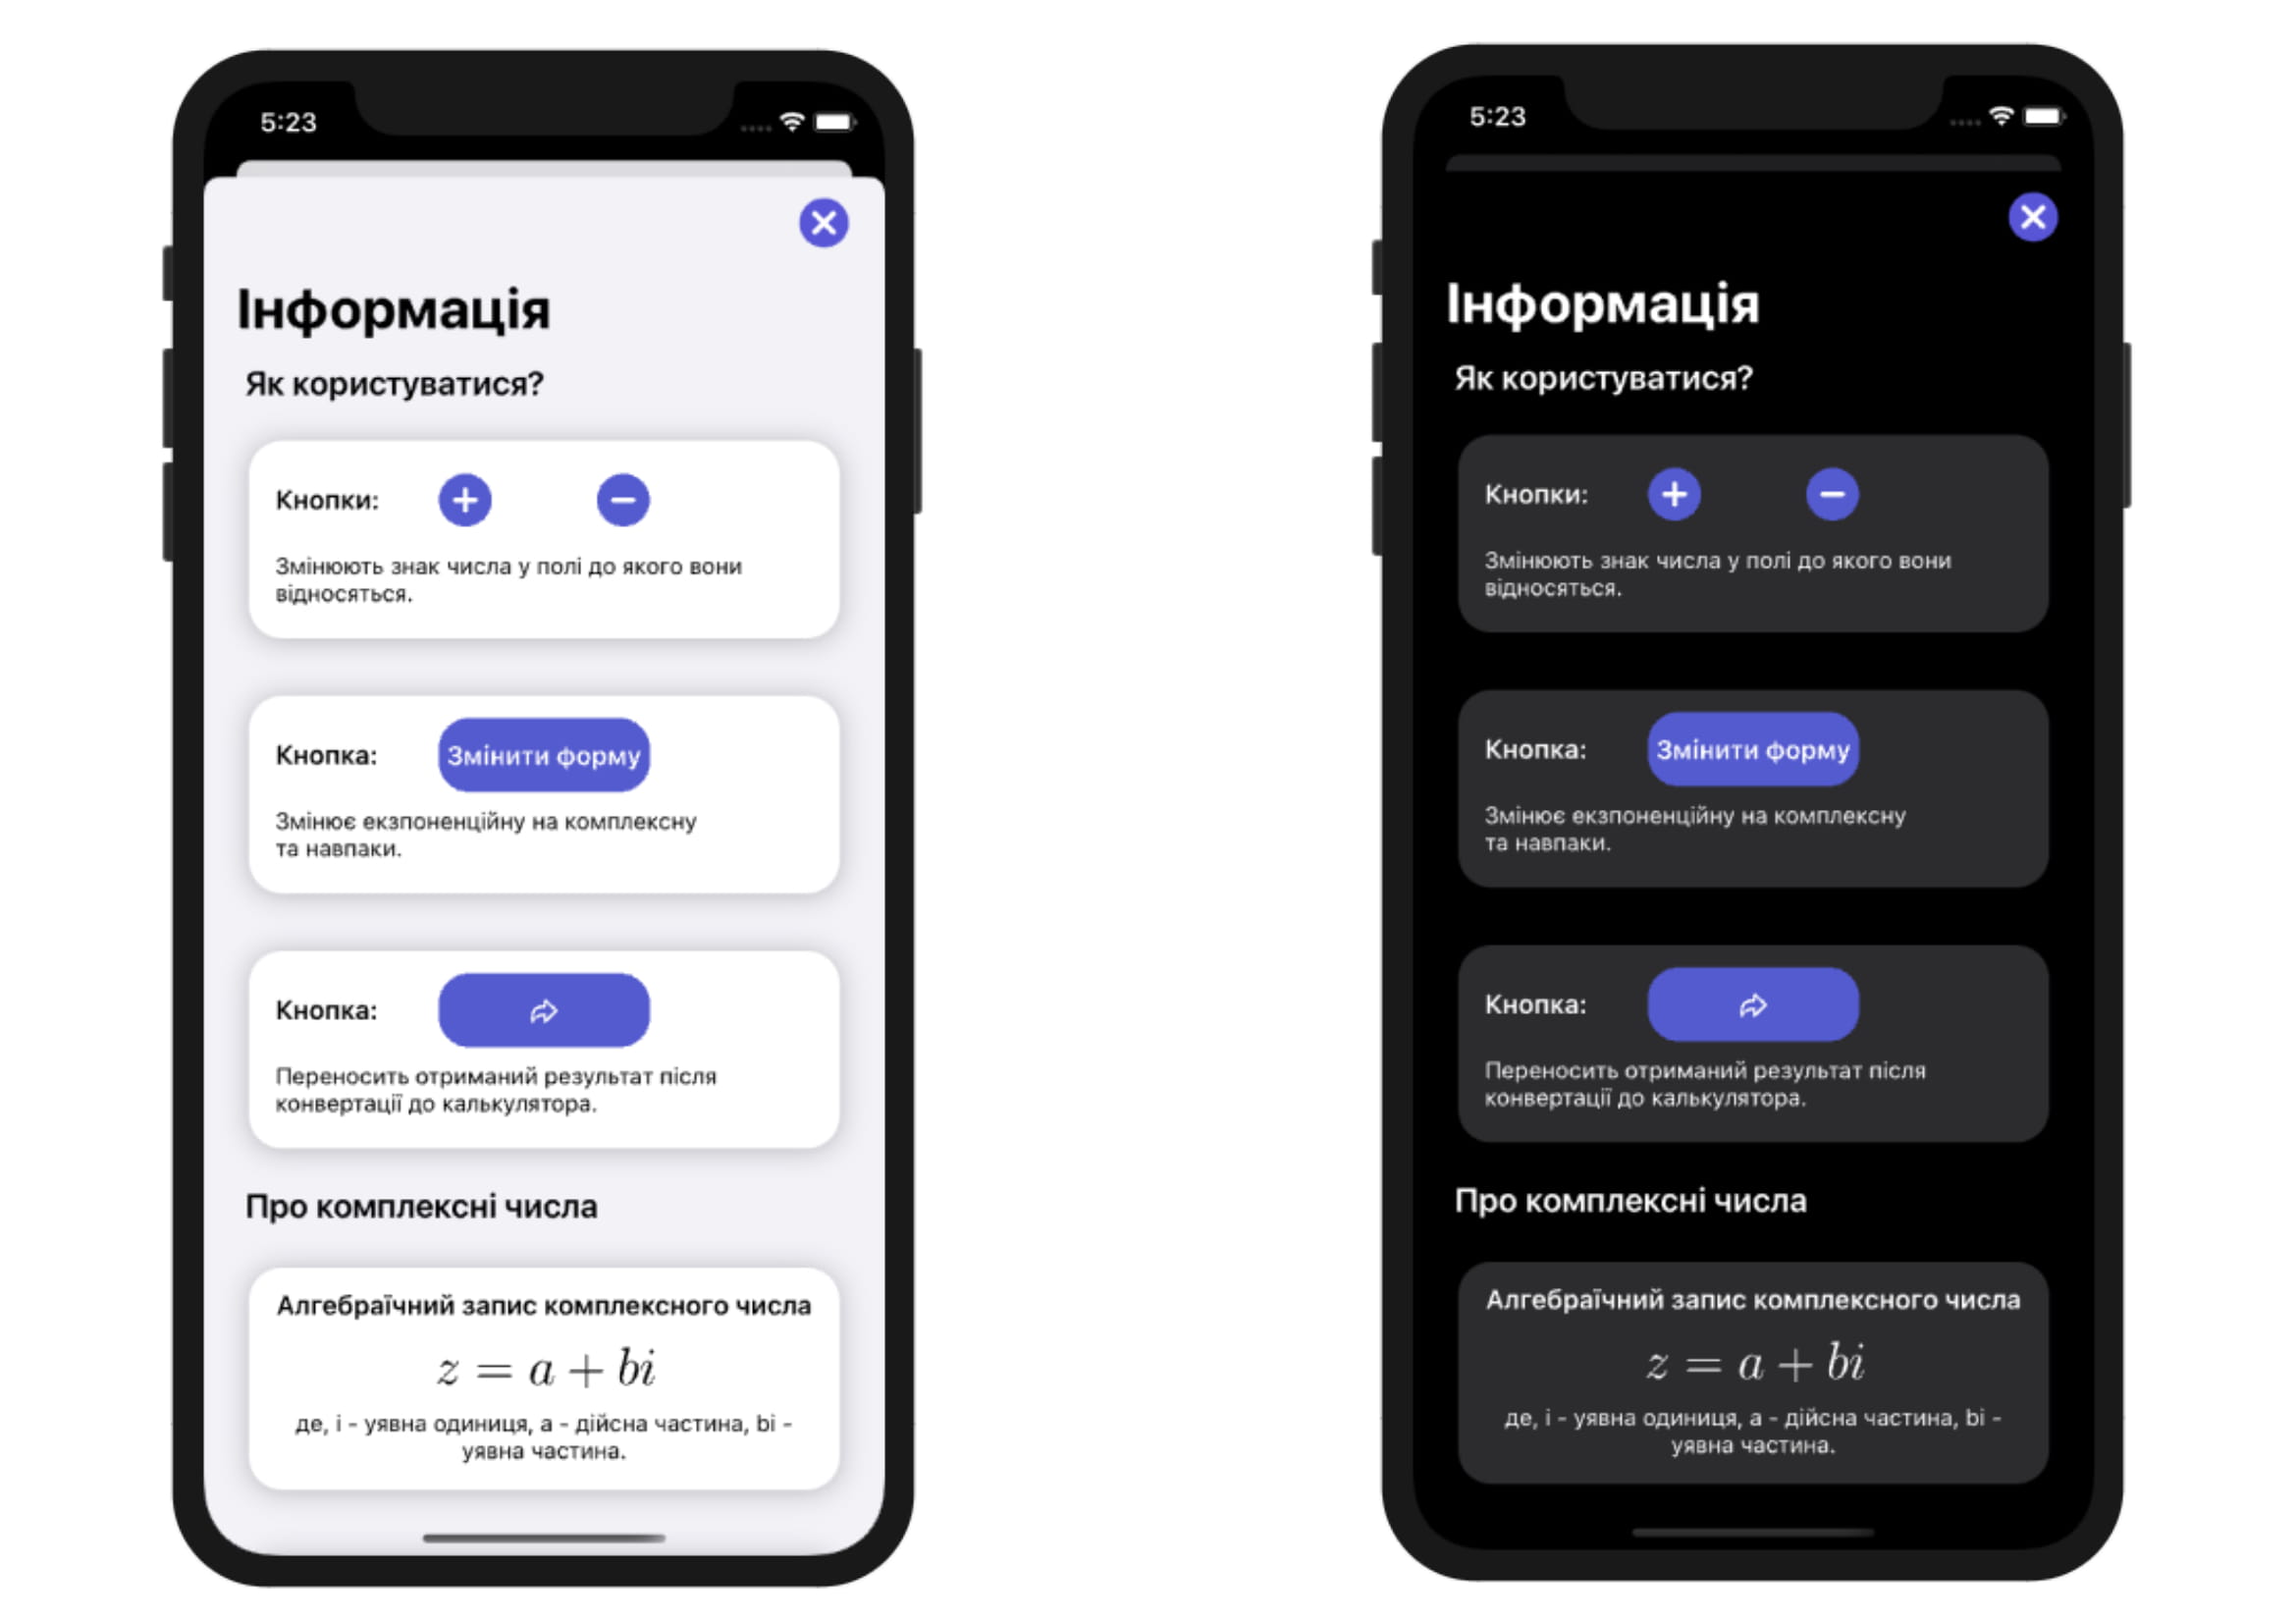 5:23
Інформація
Як користуватися?
Кнопки:
Змінюють знак числа у полі до якого вони
відносяться.
Кнопка: Змінити форму
Змінює екзпоненційну на комплексну
та навпаки.
Кнопка:
Переносить отриманий результат після
конвертації до калькулятора.
Про комплексні числа
Алгебраїчний запис комплексного числа
z = a + bi
де, i - уявна одиниця, a - дійсна частина, bi -
уявна частина.
5:23
Інформація
Як користуватися?
Кнопки:
Змінюють знак числа у полі до якого вони
відносяться.
Кнопка: Змінити форму
Змінює екзпоненційну на комплексну
та навпаки.
Кнопка:
Переносить отриманий результат після
конвертації до калькулятора.
Про комплексні числа
Алгебраїчний запис комплексного числа
z = a + bi
де, i - уявна одиниця, a - дійсна частина, bi -
уявна частина.